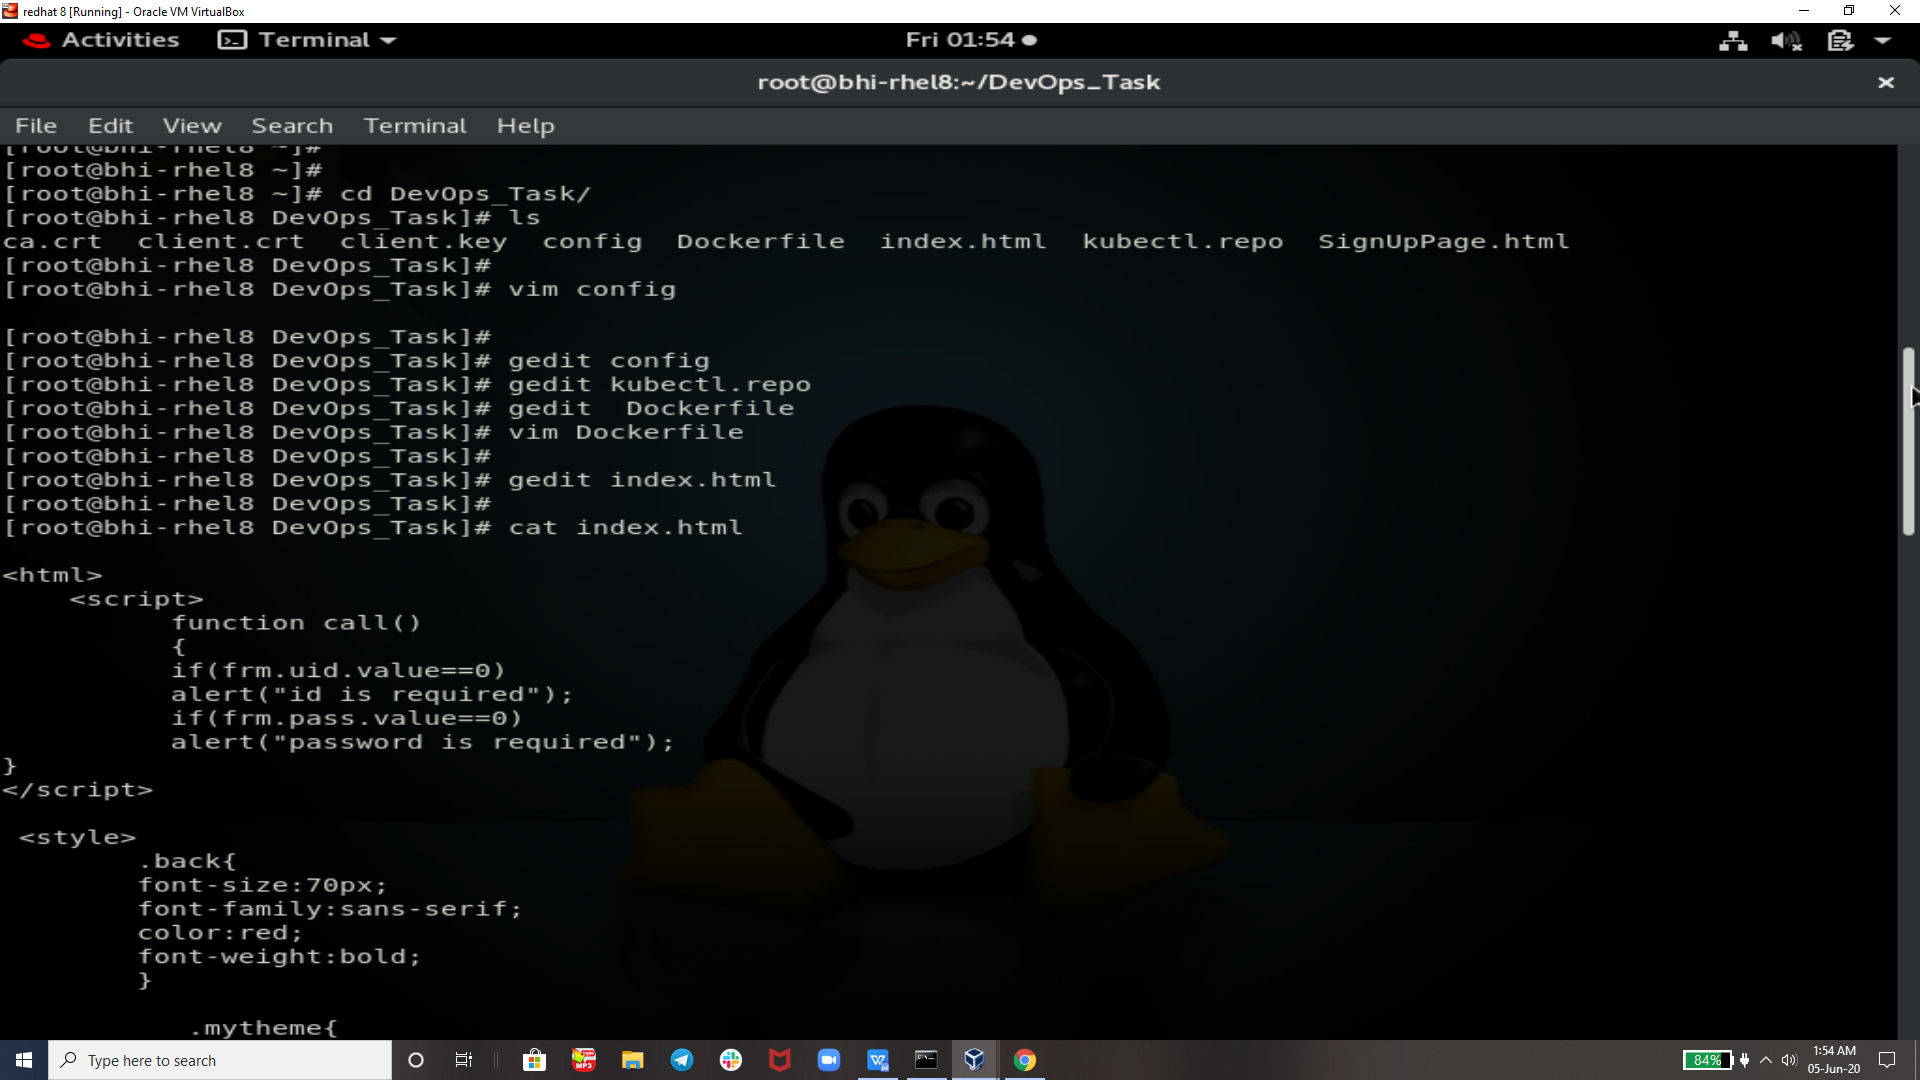 redhat 8 [Running] - Oracle VM VirtualBox
Activities Terminal Fri 01:54
root@bhi-rhel8:~/DevOps_Task
File Edit View Search Terminal Help
[root@bhi-rhel8 ~]#
[root@bhi-rhel8 ~]#
[root@bhi-rhel8 ~]# cd DevOps_Task/
[root@bhi-rhel8 DevOps_Task]# ls
ca.crt client.crt client.key config Dockerfile index.html kubectl.repo SignUpPage.html
[root@bhi-rhel8 DevOps_Task]#
[root@bhi-rhel8 DevOps_Task]# vim config
[root@bhi-rhel8 DevOps_Task]#
[root@bhi-rhel8 DevOps_Task]# gedit config
[root@bhi-rhel8 DevOps_Task]# gedit kubectl.repo
[root@bhi-rhel8 DevOps_Task]# gedit  Dockerfile
[root@bhi-rhel8 DevOps_Task]# vim Dockerfile
[root@bhi-rhel8 DevOps_Task]#
[root@bhi-rhel8 DevOps_Task]# gedit index.html
[root@bhi-rhel8 DevOps_Task]#
[root@bhi-rhel8 DevOps_Task]# cat index.html
<html>
<script>
function call()
{
if(frm.uid.value==0)
alert("id is required");
if(frm.pass.value==0)
alert("password is required");
}
</script>
<style>
.back{
font-size:70px;
font-family:sans-serif;
color:red;
font-weight:bold;
}
.mytheme{
Type here to search
MP3
84%
1:54 AM
05-Jun-20